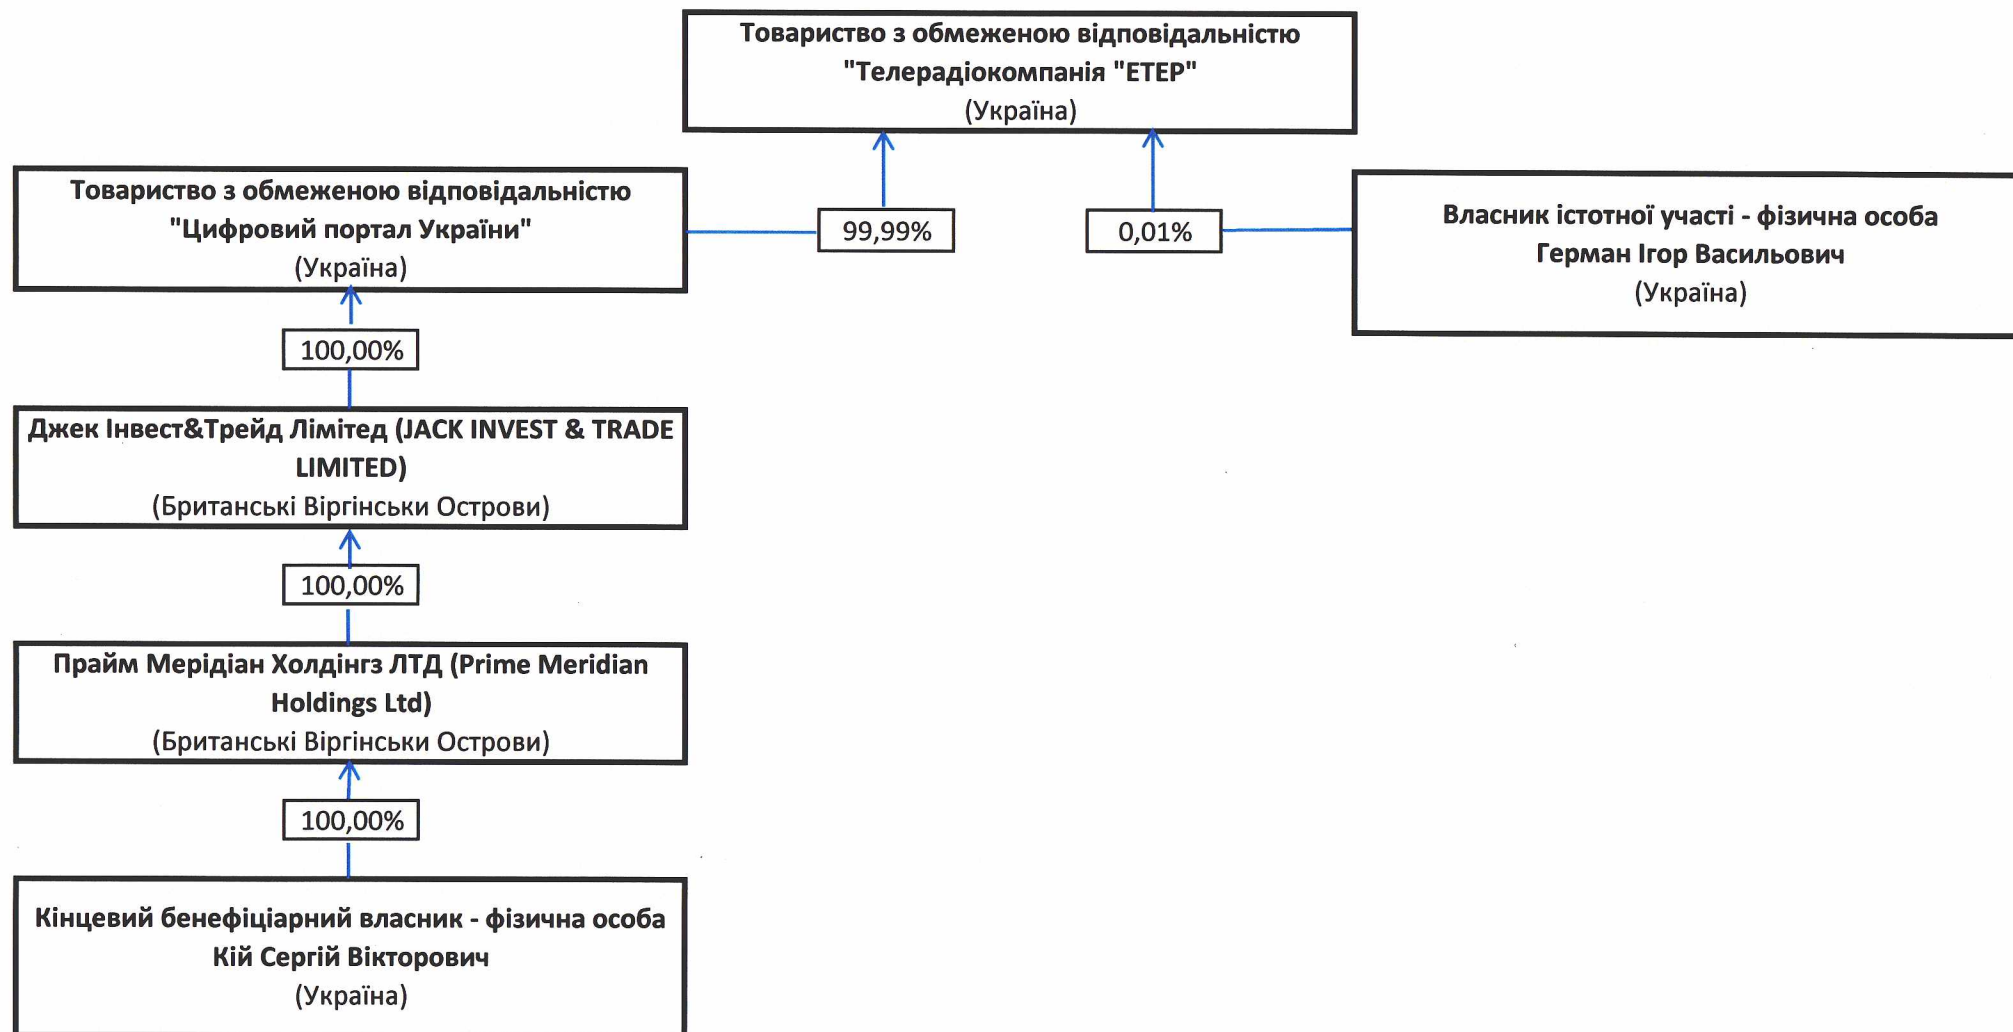 Товариство з обмеженою відповідальністю
"Телерадіокомпанія "ЕТЕР"
(Україна)
Товариство з обмеженою відповідальністю
"Цифровий портал України"
(Україна)
99,99%
0,01%
Власник істотної участі - фізична особа
Герман Ігор Васильович
(Україна)
100,00%
Джек Інвест&Трейд Лімітед (JACK INVEST & TRADE
LIMITED)
(Британські Віргінськи Острови)
100,00%
Прайм Мерідіан Холдінгз ЛТД (Prime Meridian
Holdings Ltd)
(Британські Віргінськи Острови)
100,00%
Кінцевий бенефіціарний власник - фізична особа
Кій Сергій Вікторович
(Україна)